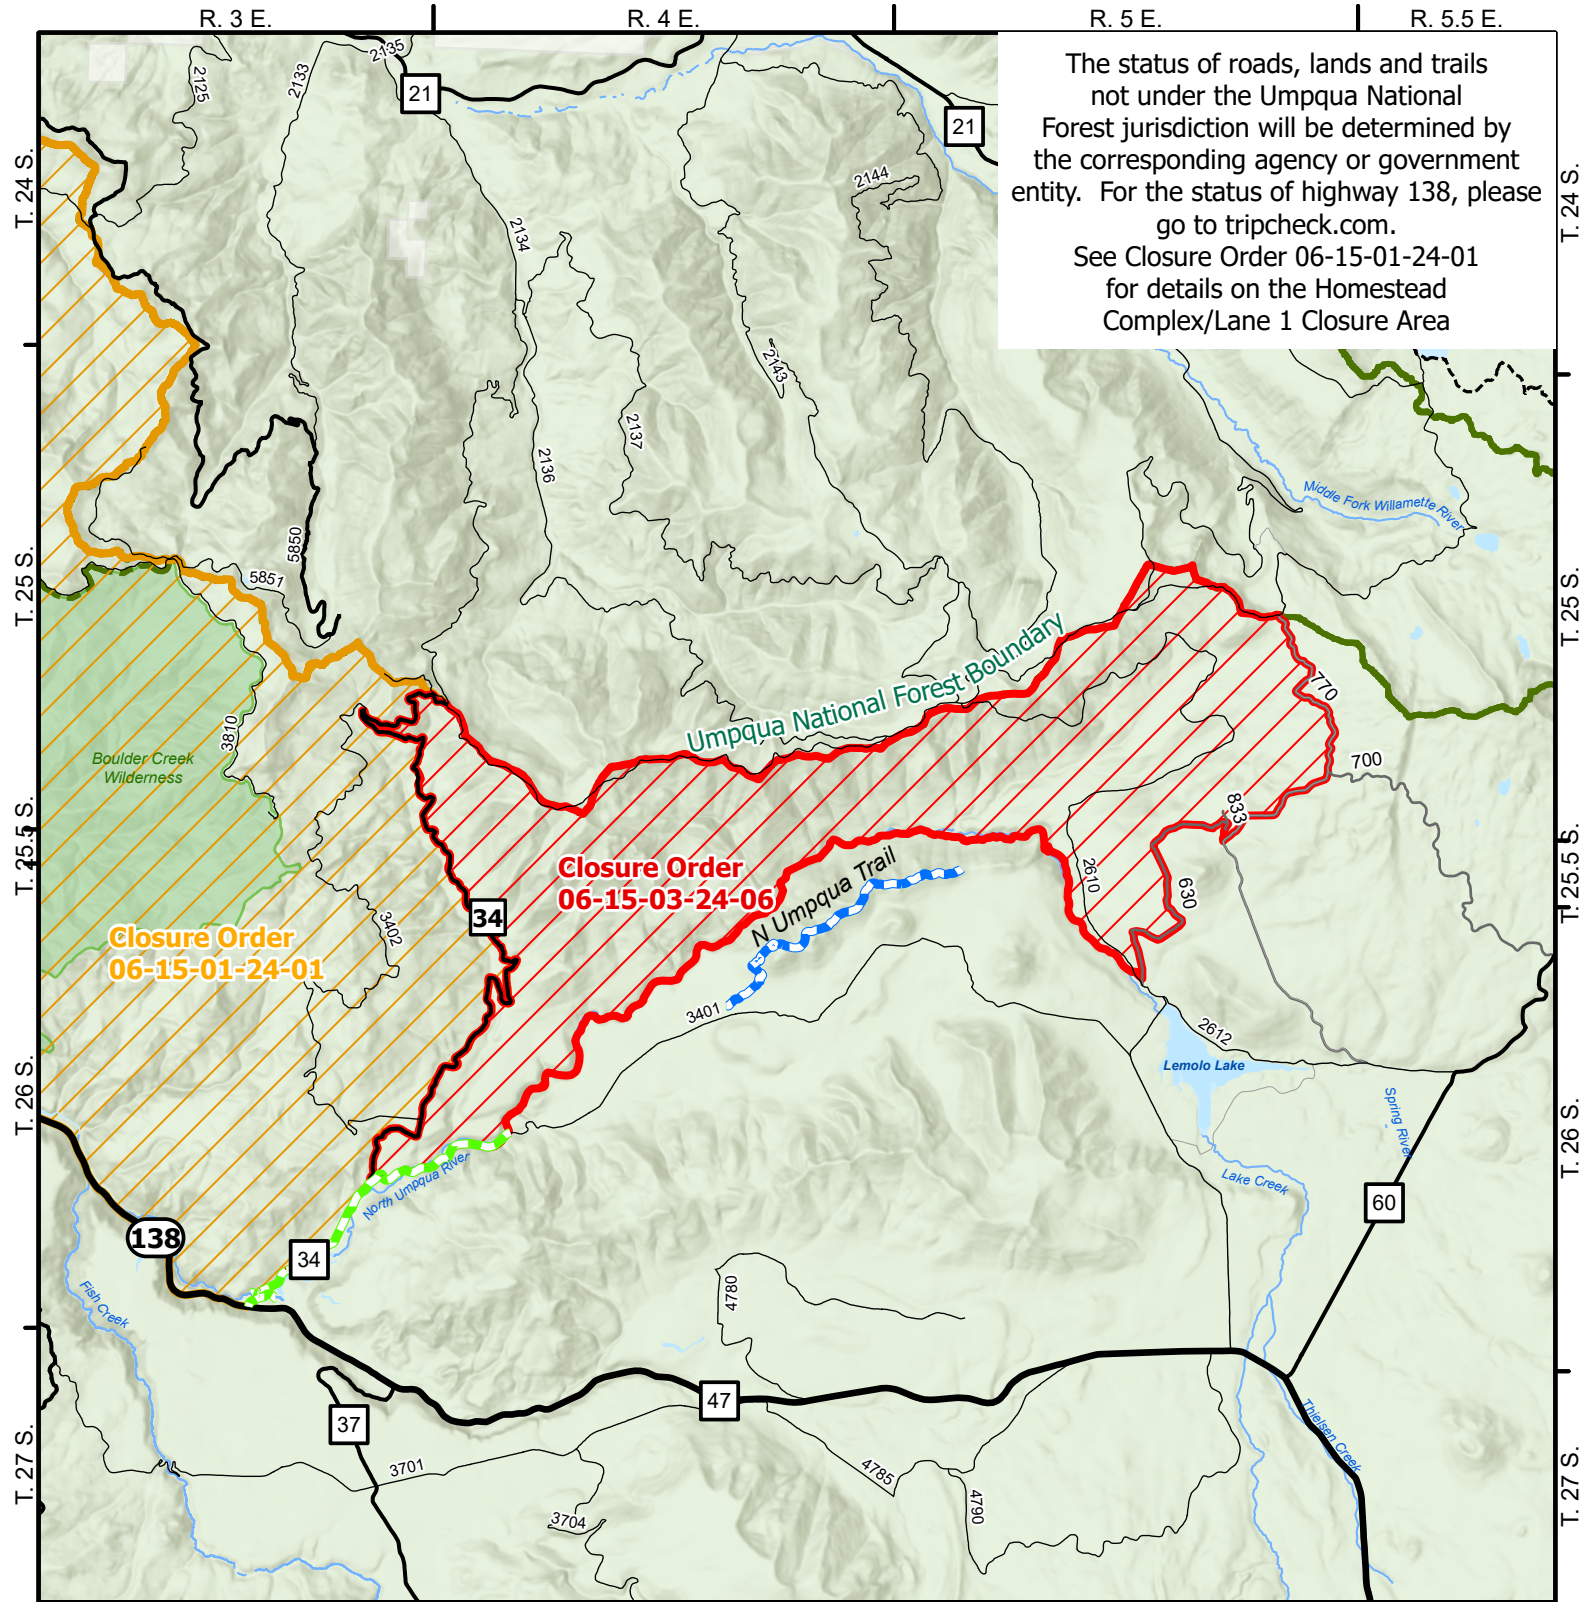 R. 3 E.
R. 4 E.
R. 5 E.
R. 5.5 E.
The status of roads, lands and trails
not under the Umpqua National
Forest jurisdiction will be determined by
the corresponding agency or government
entity.  For the status of highway 138, please
go to tripcheck.com.
See Closure Order 06-15-01-24-01
for details on the Homestead
Complex/Lane 1 Closure Area
2135
2125
2133
21
21
T. 24 S.
T. 24 S.
2144
2134
2143
2137
2136
Middle Fork Willamette River
5850
5851
T. 25 S.
T. 25 S.
Umpqua National Forest Boundary
770
3810
Boulder Creek
Wilderness
700
833
T. 25.5 S.
T. 25.5 S.
Closure Order
06-15-03-24-06
N Umpqua Trail
2610
630
34
3402
Closure Order
06-15-01-24-01
3401
2612
Lemolo Lake
T. 26 S.
T. 26 S.
Spring River
North Umpqua River
Lake Creek
60
138
34
Fish Creek
4780
47
37
Thielsen Creek
3701
4785
4790
3704
T. 27 S.
T. 27 S.